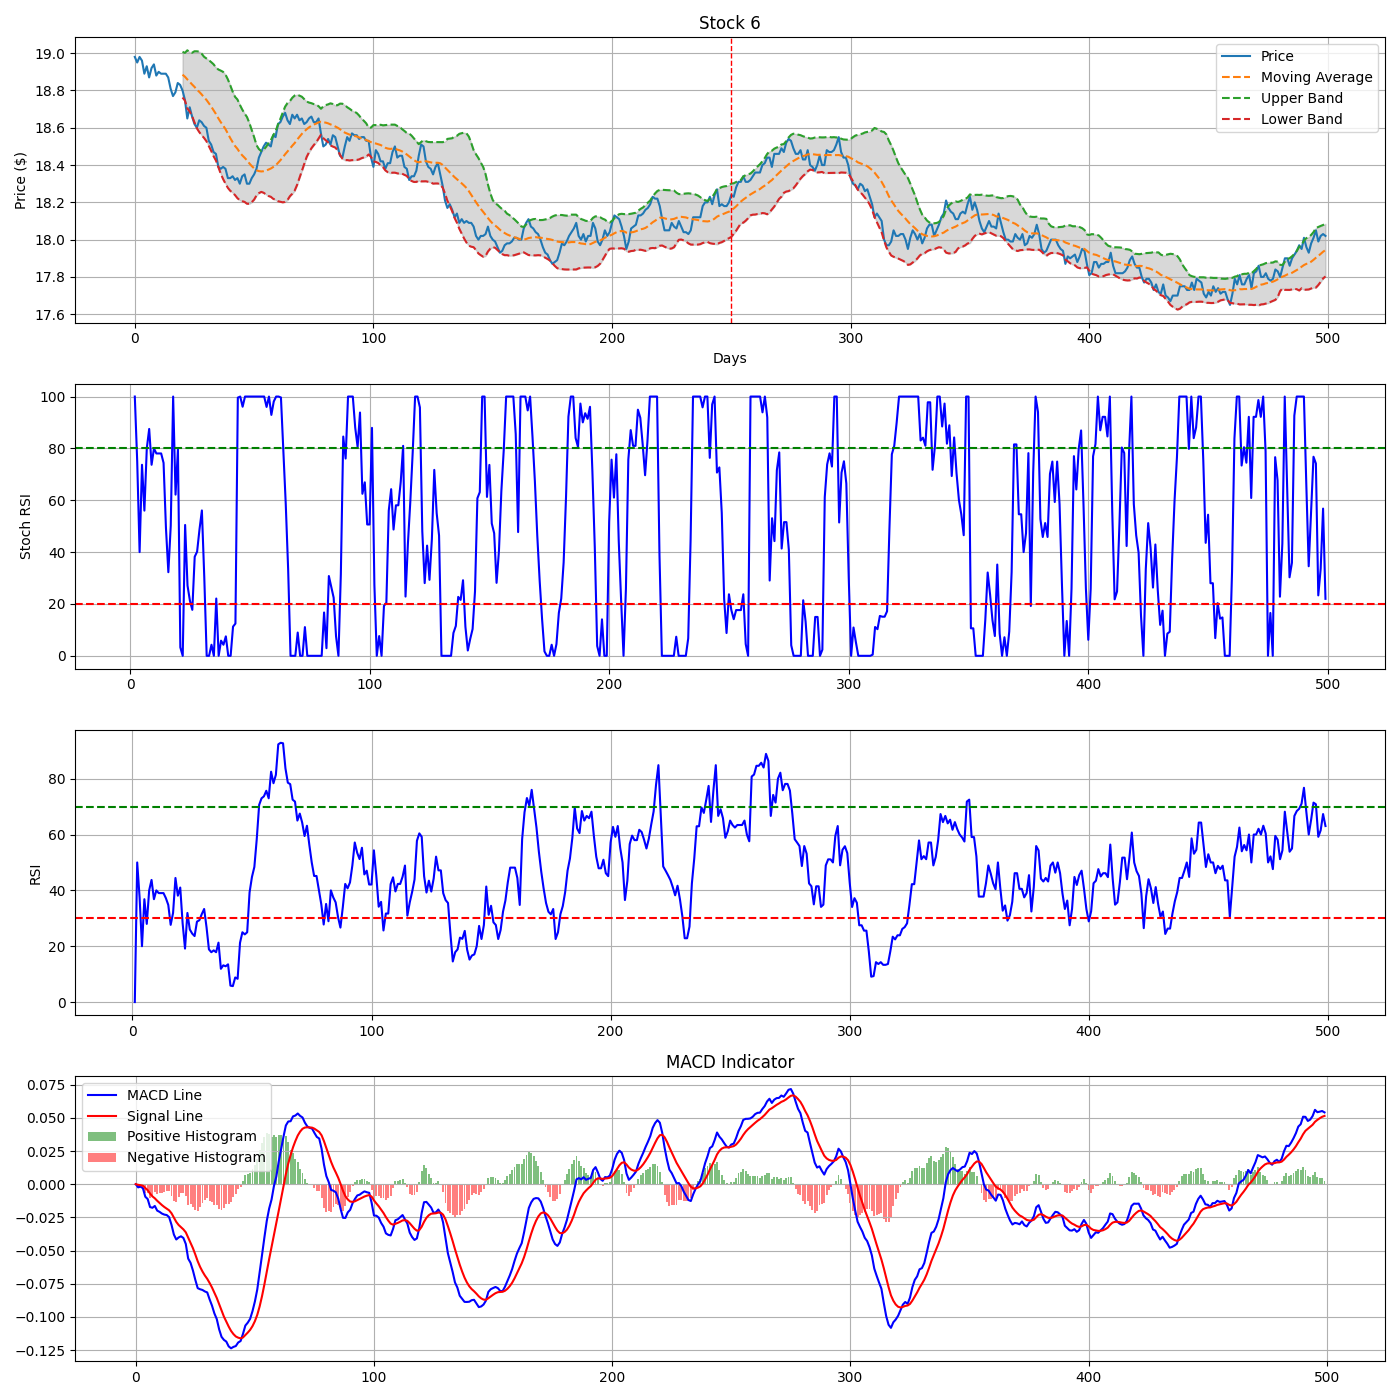 Stock 6
Price ($)
19.0
18.8
18.6
18.4
18.2
18.0
17.8
17.6
Price
Moving Average
Upper Band
Lower Band
0 100 200 300 400 500
Days
Stoch RSI
100
80
60
40
20
0
0 100 200 300 400 500
RSI
80
60
40
20
0
0 100 200 300 400 500
MACD Indicator
0.075
0.050
0.025
0.000
−0.025
−0.050
−0.075
−0.100
−0.125
MACD Line
Signal Line
Positive Histogram
Negative Histogram
0 100 200 300 400 500